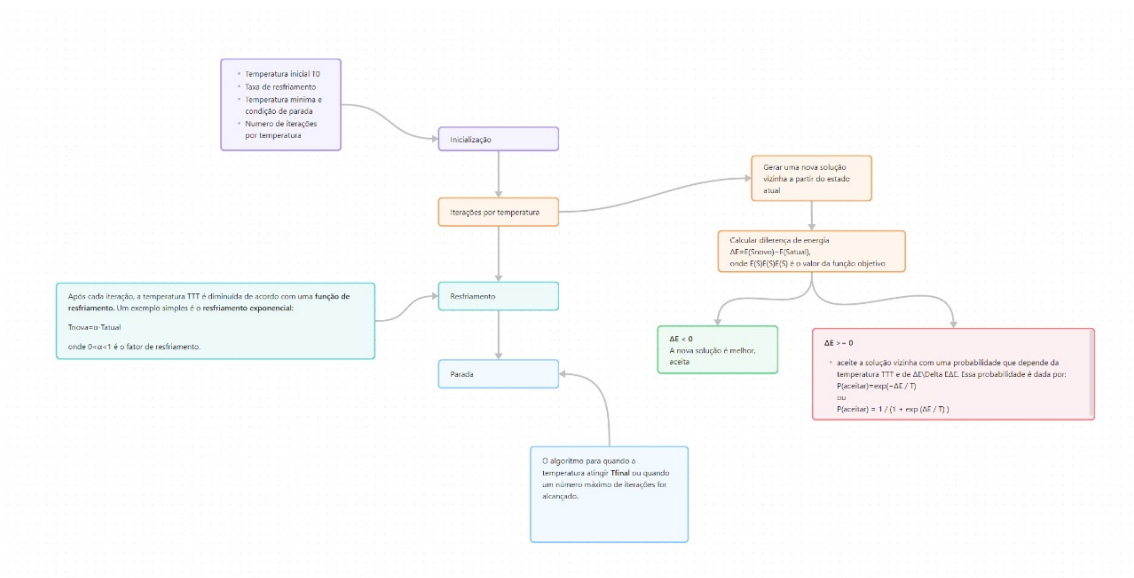 Temperatura inicial T0
Taxa de resfriamento
Temperatura mínima e
condição de parada
Numero de iterações
por temperatura
Inicialização
Iterações por temperatura
Gerar uma nova solução
vizinha a partir do estado
atual
Calcular diferença de energia
ΔE=E(Snovo)−E(Satual),
onde E(S)E(S)E(S) é o valor da função objetivo
Após cada iteração, a temperatura TTT é diminuída de acordo com uma função de
resfriamento. Um exemplo simples é o resfriamento exponencial:
Tnova=α⋅Tatual
onde 0<α<1 é o fator de resfriamento.
Resfriamento
ΔE < 0
A nova solução é melhor,
aceita
ΔE >= 0
aceite a solução vizinha com uma probabilidade que depende da
temperatura TTT e de ΔE\Delta EΔE. Essa probabilidade é dada por:
P(aceitar)=exp(−ΔE / T)
ou
P(aceitar) = 1 / (1 + exp (ΔE / T) )
Parada
O algoritmo para quando a
temperatura atingir Tfinal ou quando
um número máximo de iterações for
alcançado.